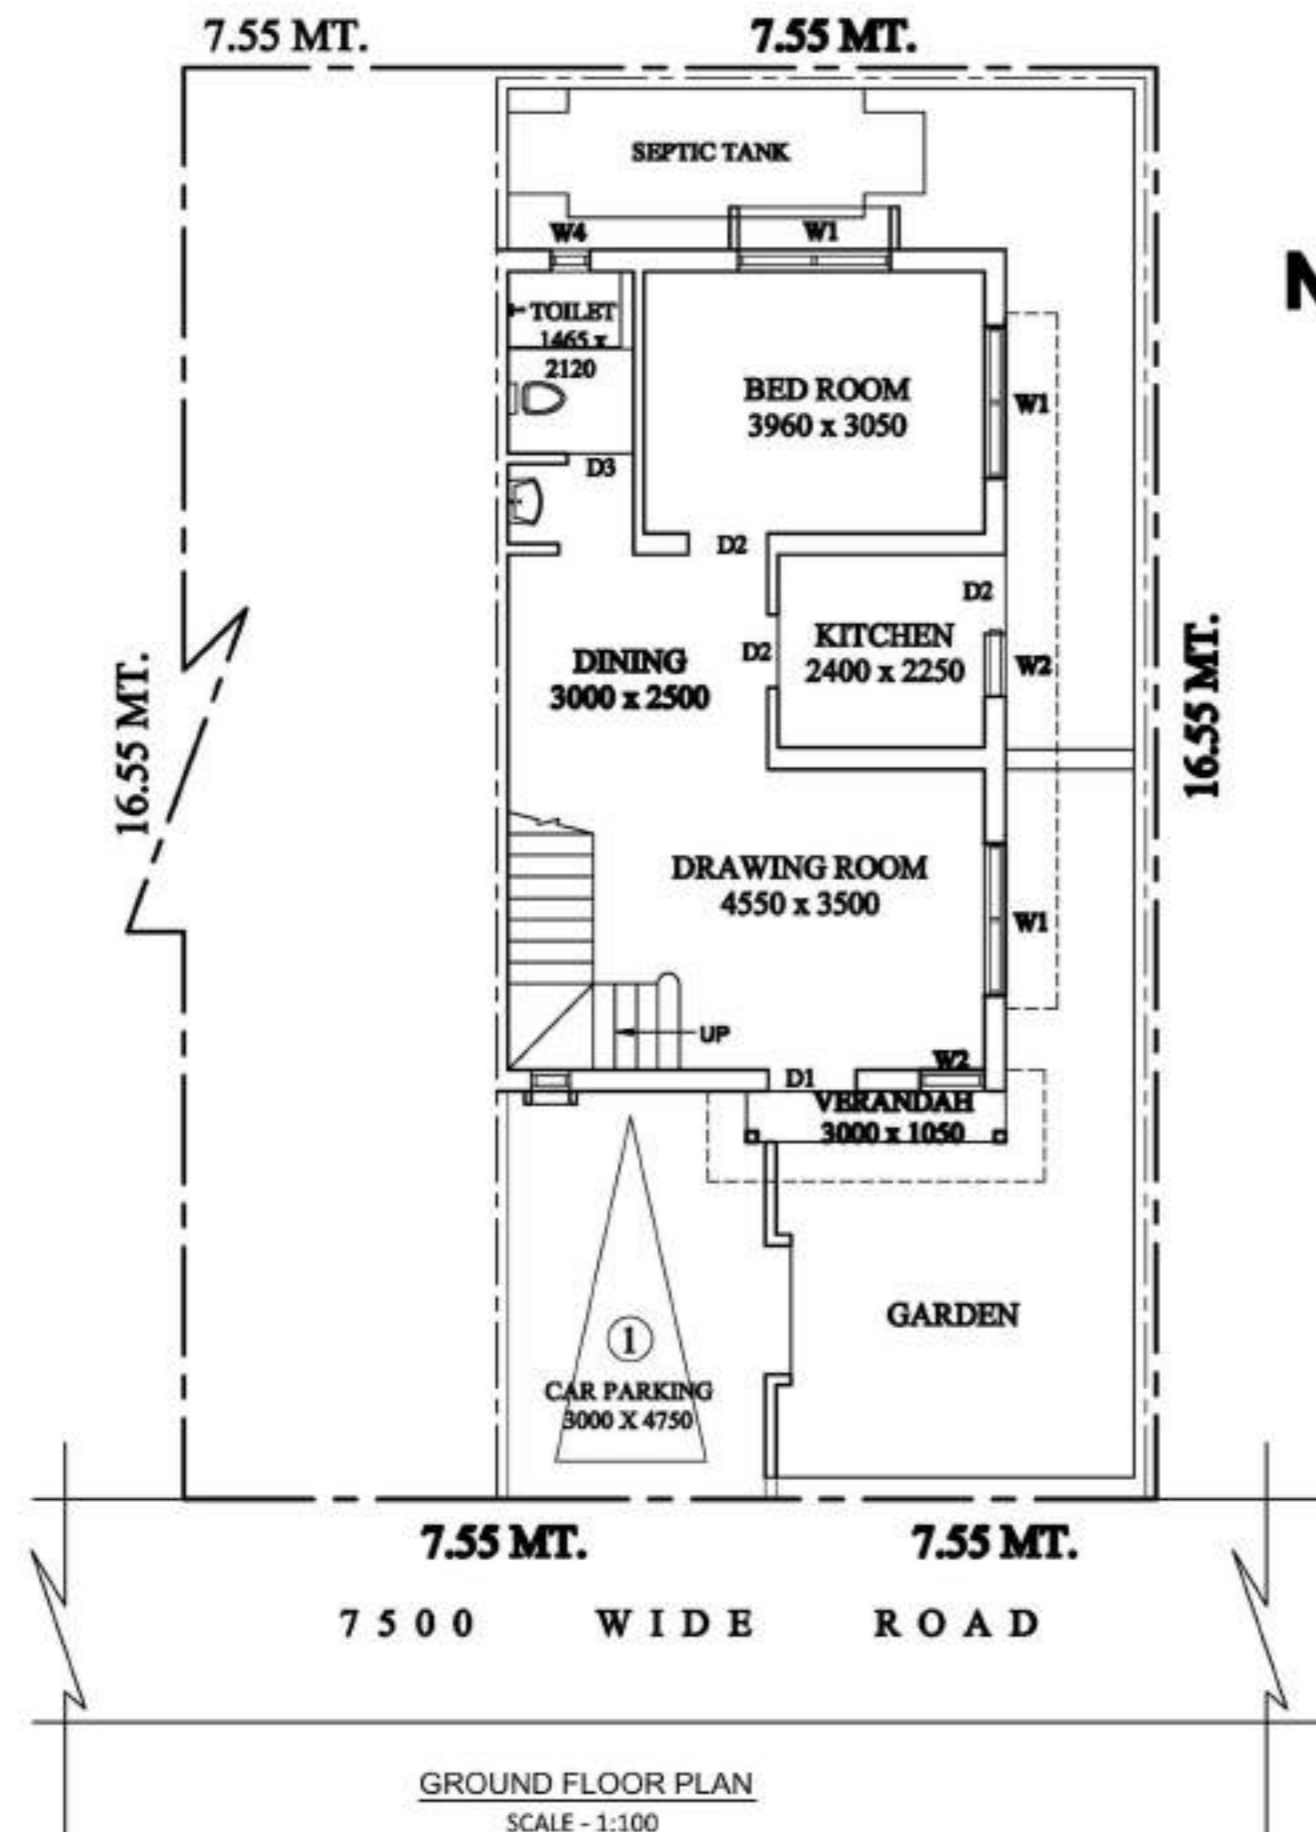 7.55 MT.
7.55 MT.
SEPTIC TANK
W4
W1
N
TOILET
1465 x
2120
BED ROOM
3960 x 3050
W1
D3
D2
D2
KITCHEN
2400 x 2250
D2
W2
DINING
3000 x 2500
16.55 MT.
16.55 MT.
DRAWING ROOM
4550 x 3500
W1
UP
W2
D1
VERANDAH
3000 x 1050
GARDEN
1
CAR PARKING
3000 X 4750
7.55 MT.
7.55 MT.
7500 WIDE ROAD
GROUND FLOOR PLAN
SCALE - 1:100